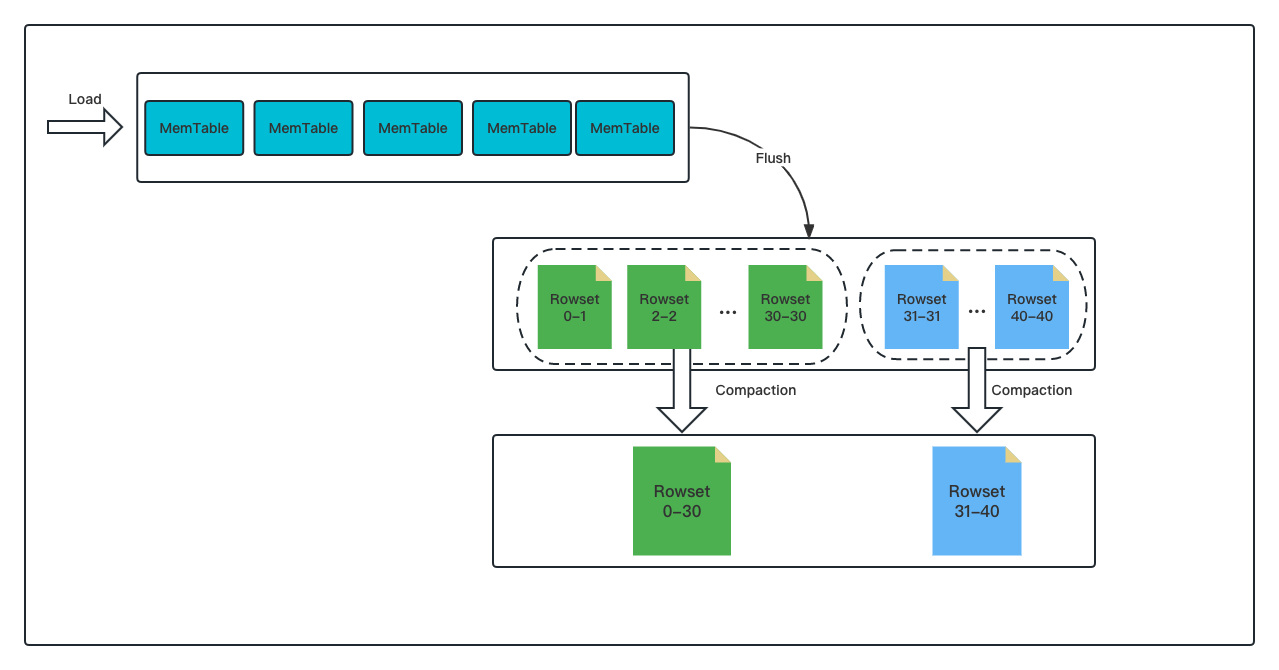 Load
MemTable
MemTable
MemTable
MemTable
MemTable
Flush
Rowset
0–1
Rowset
2–2
...
Rowset
30–30
Rowset
31–31
...
Rowset
40–40
Compaction
Compaction
Rowset
0–30
Rowset
31–40